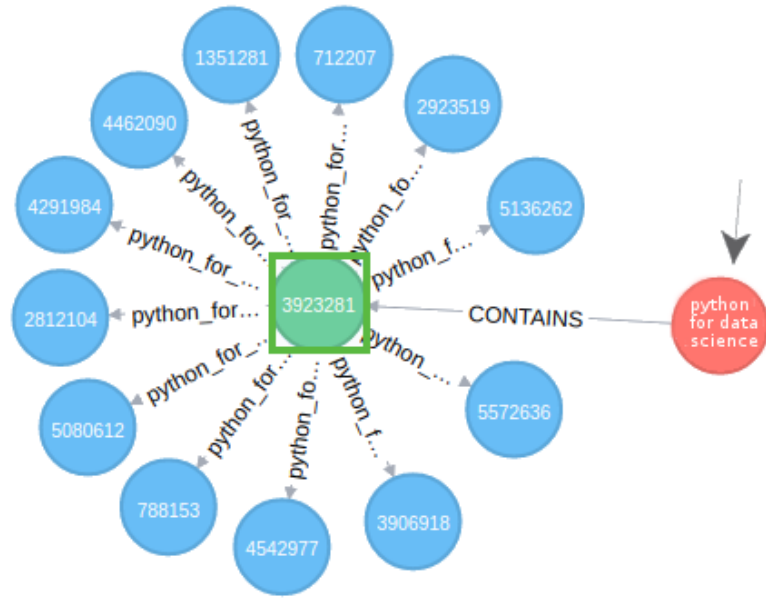 1351281
712207
2923519
4462090
5136262
4291984
2812104
5080612
788153
4542977
3906918
5572636
3923281
python_for_…
python_for…
python_fo…
python_for…
python_f…
python_for_…
python_for…
python_for_…
python_for…
python_fo…
python_f…
python_…
CONTAINS
python
for data
science